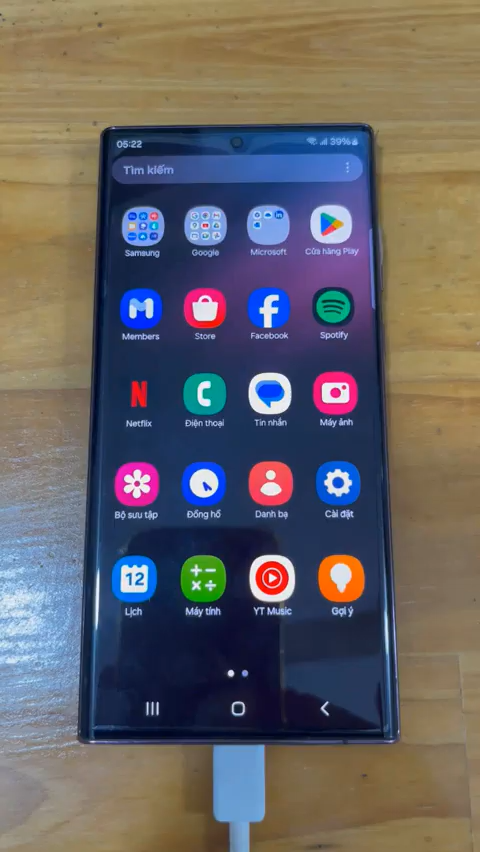 05:22
39%
Tìm kiếm
Samsung
Google
Microsoft
Cửa hàng Play
Members
Store
Facebook
Spotify
N
Netflix
Điện thoại
Tin nhắn
Máy ảnh
Bộ sưu tập
Đồng hồ
Danh bạ
Cài đặt
12
Lịch
Máy tính
YT Music
Gợi ý